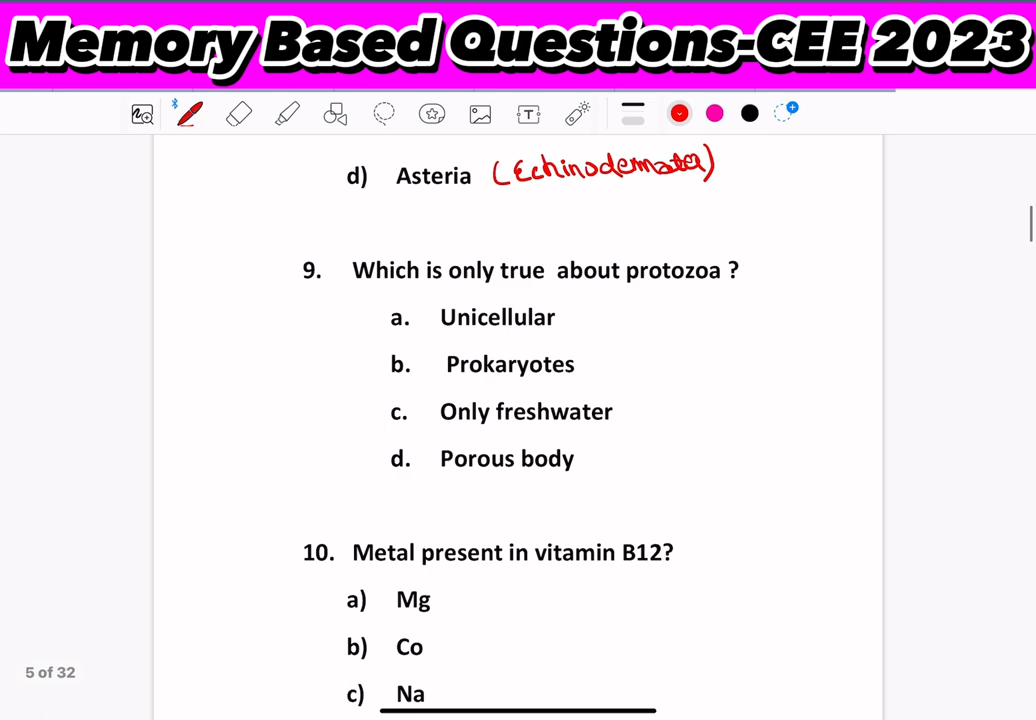 Memory Based Questions-CEE 2023
d) Asteria (Echinodemata)
9. Which is only true about protozoa ?
a. Unicellular
b. Prokaryotes
c. Only freshwater
d. Porous body
10. Metal present in vitamin B12?
a) Mg
b) Co
5 of 32
c) Na